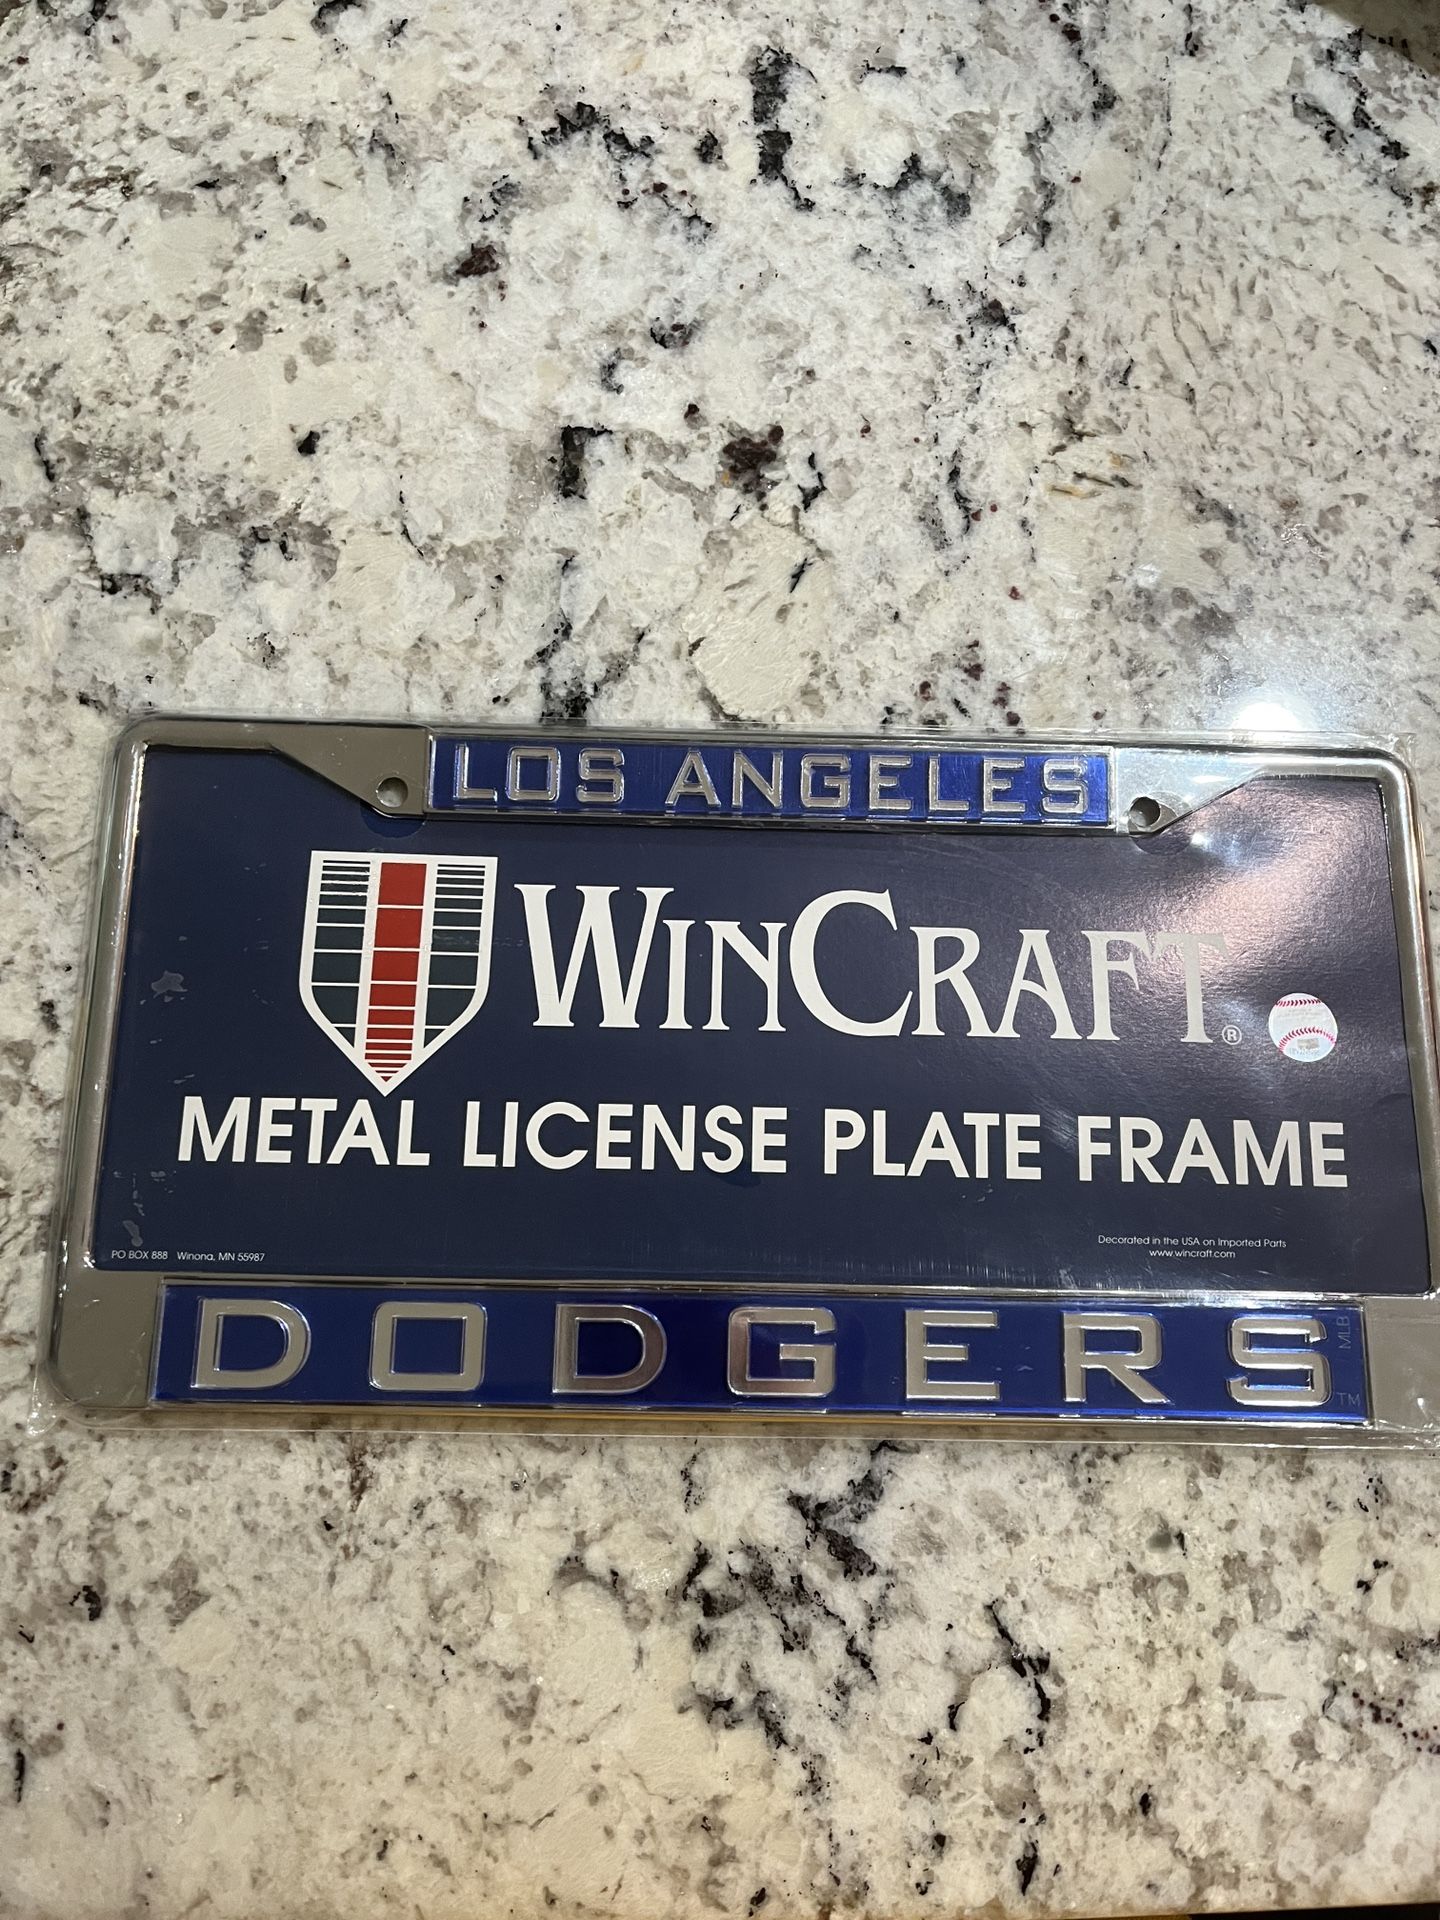 LOS ANGELES
WINCRAFT®
METAL LICENSE PLATE FRAME
Decorated in the USA on Imported Parts
www.wincraft.com
PO BOX 888 Winona, MN 55987
DODGERS
MLB
TM